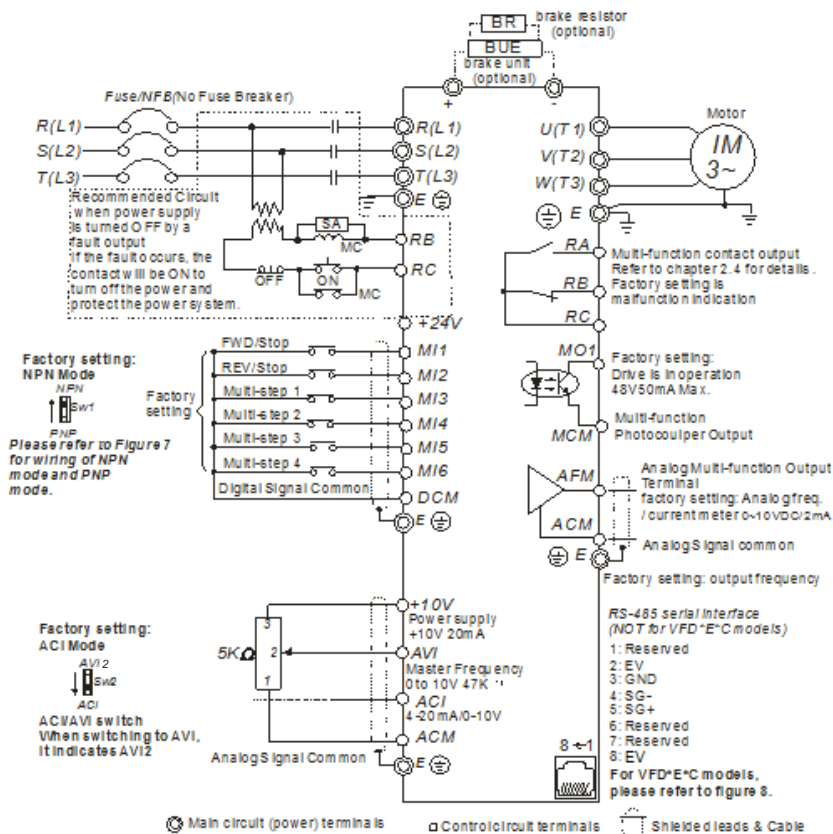 BR
brake resistor
(optional)
BUE
brake unit
(optional)
+
-
Fuse/NFB(No Fuse Breaker)
R(L1)
S(L2)
T(L3)
R(L1)
S(L2)
T(L3)
E
Recommended Circuit
when power supply
is turned OFF by a
fault output
if the fault occurs, the
contact will be ON to
turn off the power and
protect the power system.
SA
MC
OFF
ON
MC
RB
RC
+24V
Motor
U(T1)
V(T2)
W(T3)
IM
3~
E
RA
RB
RC
Multi-function contact output
Refer to chapter 2.4 for details.
Factory setting is
malfunction indication
MO1
MCM
Factory setting:
Drive is in operation
48V50mA Max.
Multi-function
Photocoulper Output
Factory setting:
NPN Mode
NPN
Sw1
PNP
Please refer to Figure 7
for wiring of NPN
mode and PNP
mode.
Factory
setting
FWD/Stop
REV/Stop
Multi-step 1
Multi-step 2
Multi-step 3
Multi-step 4
Digital Signal Common
MI1
MI2
MI3
MI4
MI5
MI6
DCM
E
AFM
ACM
E
Analog Multi-function Output
Terminal
factory setting: Analog freq.
/ current meter 0~10VDC/2mA
Analog Signal common
Factory setting: output frequency
Factory setting:
ACI Mode
AVI 2
Sw2
ACI
ACI/AVI switch
When switching to AVI,
it indicates AVI2
5KΩ
3
2
1
+10V
Power supply
+10V 20mA
AVI
Master Frequency
0 to 10V 47K
ACI
4-20mA/0-10V
ACM
Analog Signal Common
E
RS-485 serial interface
(NOT for VFD*E*C models)
1: Reserved
2: EV
3: GND
4: SG-
5: SG+
6: Reserved
7: Reserved
8: EV
For VFD*E*C models,
please refer to figure 8.
8←1
Main circuit (power) terminals
Control circuit terminals
Shielded leads & Cable